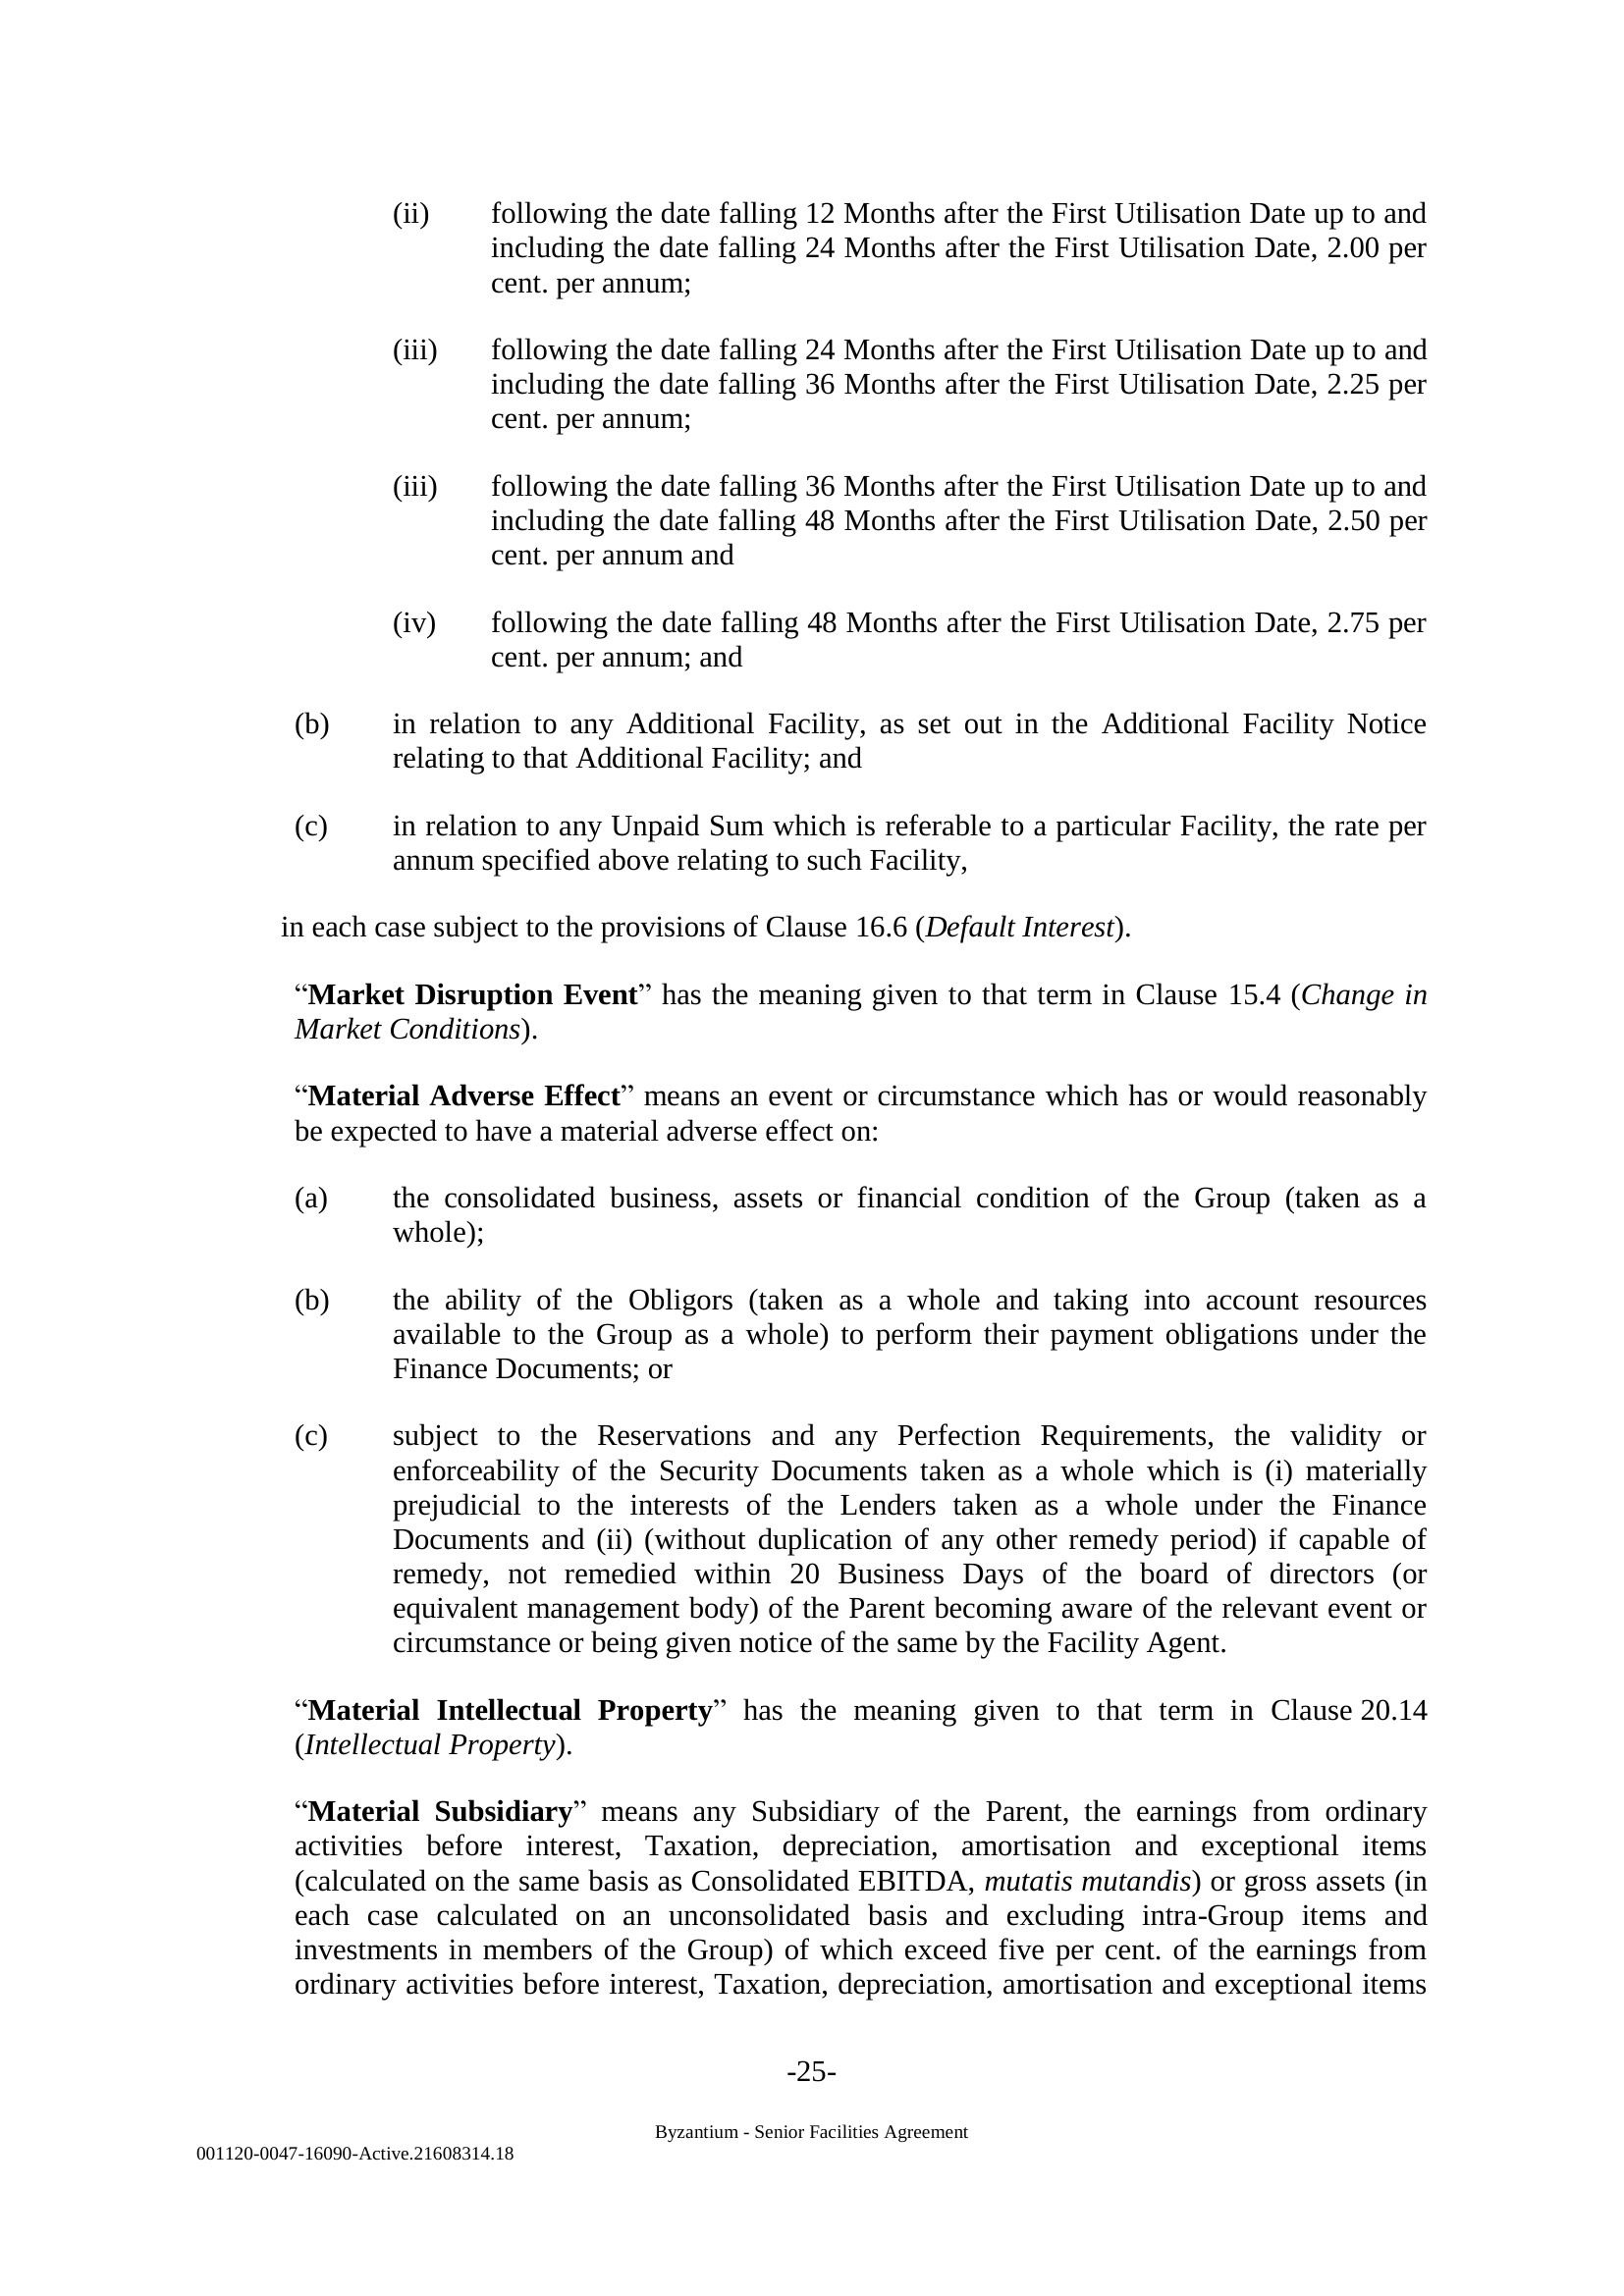 (ii) following the date falling 12 Months after the First Utilisation Date up to and
including the date falling 24 Months after the First Utilisation Date, 2.00 per
cent. per annum;
(iii) following the date falling 24 Months after the First Utilisation Date up to and
including the date falling 36 Months after the First Utilisation Date, 2.25 per
cent. per annum;
(iii) following the date falling 36 Months after the First Utilisation Date up to and
including the date falling 48 Months after the First Utilisation Date, 2.50 per
cent. per annum and
(iv) following the date falling 48 Months after the First Utilisation Date, 2.75 per
cent. per annum; and
(b) in relation to any Additional Facility, as set out in the Additional Facility Notice
relating to that Additional Facility; and
(c) in relation to any Unpaid Sum which is referable to a particular Facility, the rate per
annum specified above relating to such Facility,
in each case subject to the provisions of Clause 16.6 (Default Interest).
“Market Disruption Event” has the meaning given to that term in Clause 15.4 (Change in
Market Conditions).
“Material Adverse Effect” means an event or circumstance which has or would reasonably
be expected to have a material adverse effect on:
(a) the consolidated business, assets or financial condition of the Group (taken as a
whole);
(b) the ability of the Obligors (taken as a whole and taking into account resources
available to the Group as a whole) to perform their payment obligations under the
Finance Documents; or
(c) subject to the Reservations and any Perfection Requirements, the validity or
enforceability of the Security Documents taken as a whole which is (i) materially
prejudicial to the interests of the Lenders taken as a whole under the Finance
Documents and (ii) (without duplication of any other remedy period) if capable of
remedy, not remedied within 20 Business Days of the board of directors (or
equivalent management body) of the Parent becoming aware of the relevant event or
circumstance or being given notice of the same by the Facility Agent.
“Material Intellectual Property” has the meaning given to that term in Clause 20.14
(Intellectual Property).
“Material Subsidiary” means any Subsidiary of the Parent, the earnings from ordinary
activities before interest, Taxation, depreciation, amortisation and exceptional items
(calculated on the same basis as Consolidated EBITDA, mutatis mutandis) or gross assets (in
each case calculated on an unconsolidated basis and excluding intra-Group items and
investments in members of the Group) of which exceed five per cent. of the earnings from
ordinary activities before interest, Taxation, depreciation, amortisation and exceptional items
-25-
Byzantium - Senior Facilities Agreement
001120-0047-16090-Active.21608314.18